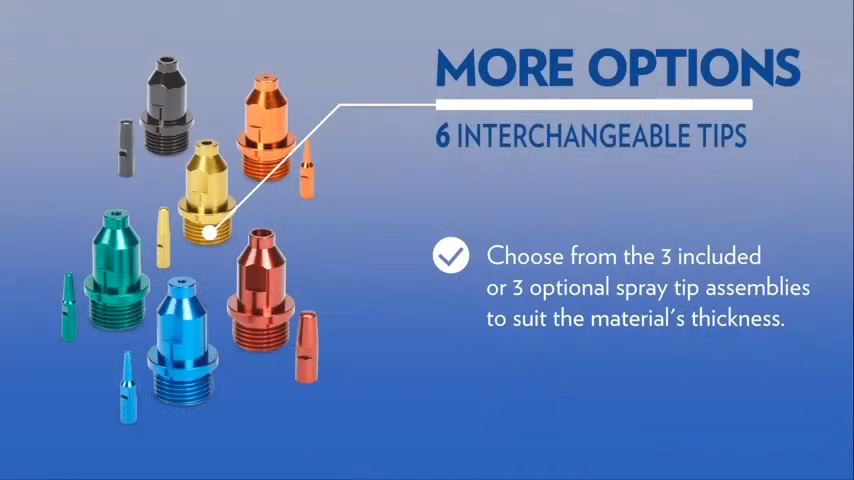 MORE OPTIONS
6 INTERCHANGEABLE TIPS
Choose from the 3 included
or 3 optional spray tip assemblies
to suit the material's thickness.